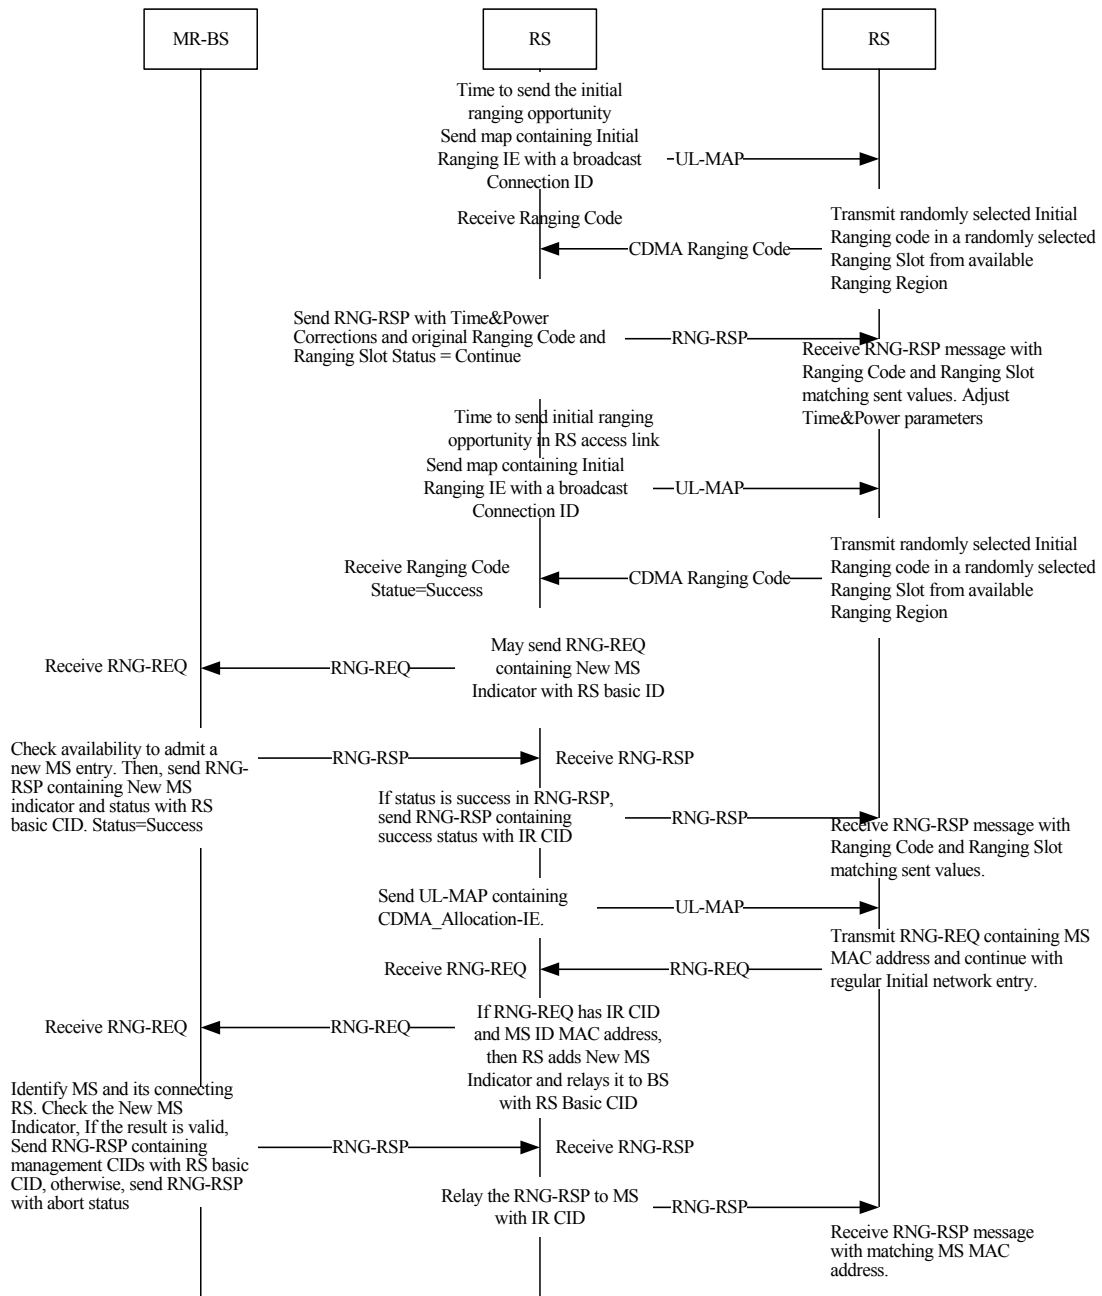 MR-BS
RS
RS
Time to send the initial
ranging opportunity
Send map containing Initial
Ranging IE with a broadcast
Connection ID
UL-MAP
Receive Ranging Code
CDMA Ranging Code
Transmit randomly selected Initial
Ranging code in a randomly selected
Ranging Slot from available
Ranging Region
Send RNG-RSP with Time&Power
Corrections and original Ranging Code and
Ranging Slot Status = Continue
RNG-RSP
Receive RNG-RSP message with
Ranging Code and Ranging Slot
matching sent values. Adjust
Time&Power parameters
Time to send initial ranging
opportunity in RS access link
Send map containing Initial
Ranging IE with a broadcast
Connection ID
UL-MAP
Receive Ranging Code
Statue=Success
CDMA Ranging Code
Transmit randomly selected Initial
Ranging code in a randomly selected
Ranging Slot from available
Ranging Region
Receive RNG-REQ
RNG-REQ
May send RNG-REQ
containing New MS
Indicator with RS basic ID
Check availability to admit a
new MS entry. Then, send RNG-
RSP containing New MS
indicator and status with RS
basic CID. Status=Success
RNG-RSP
Receive RNG-RSP
If status is success in RNG-RSP,
send RNG-RSP containing
success status with IR CID
RNG-RSP
Receive RNG-RSP message with
Ranging Code and Ranging Slot
matching sent values.
Send UL-MAP containing
CDMA_Allocation-IE.
UL-MAP
Transmit RNG-REQ containing MS
MAC address and continue with
regular Initial network entry.
Receive RNG-REQ
RNG-REQ
Receive RNG-REQ
RNG-REQ
If RNG-REQ has IR CID
and MS ID MAC address,
then RS adds New MS
Indicator and relays it to BS
with RS Basic CID
Identify MS and its connecting
RS. Check the New MS
Indicator, If the result is valid,
Send RNG-RSP containing
management CIDs with RS basic
CID, otherwise, send RNG-RSP
with abort status
RNG-RSP
Receive RNG-RSP
Relay the RNG-RSP to MS
with IR CID
RNG-RSP
Receive RNG-RSP message
with matching MS MAC
address.